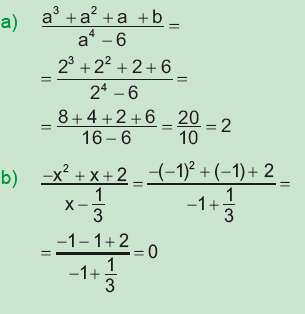 a) (a³ + a² + a + b)/(a⁴ – 6) =
= (2³ + 2² + 2 + 6)/(2⁴ – 6) =
= (8 + 4 + 2 + 6)/(16 – 6) = 20/10 = 2
b) (–x² + x + 2)/(x – 1/3) = (–(–1)² + (–1) + 2)/(–1 + 1/3) =
= (–1 – 1 + 2)/(–1 + 1/3) = 0